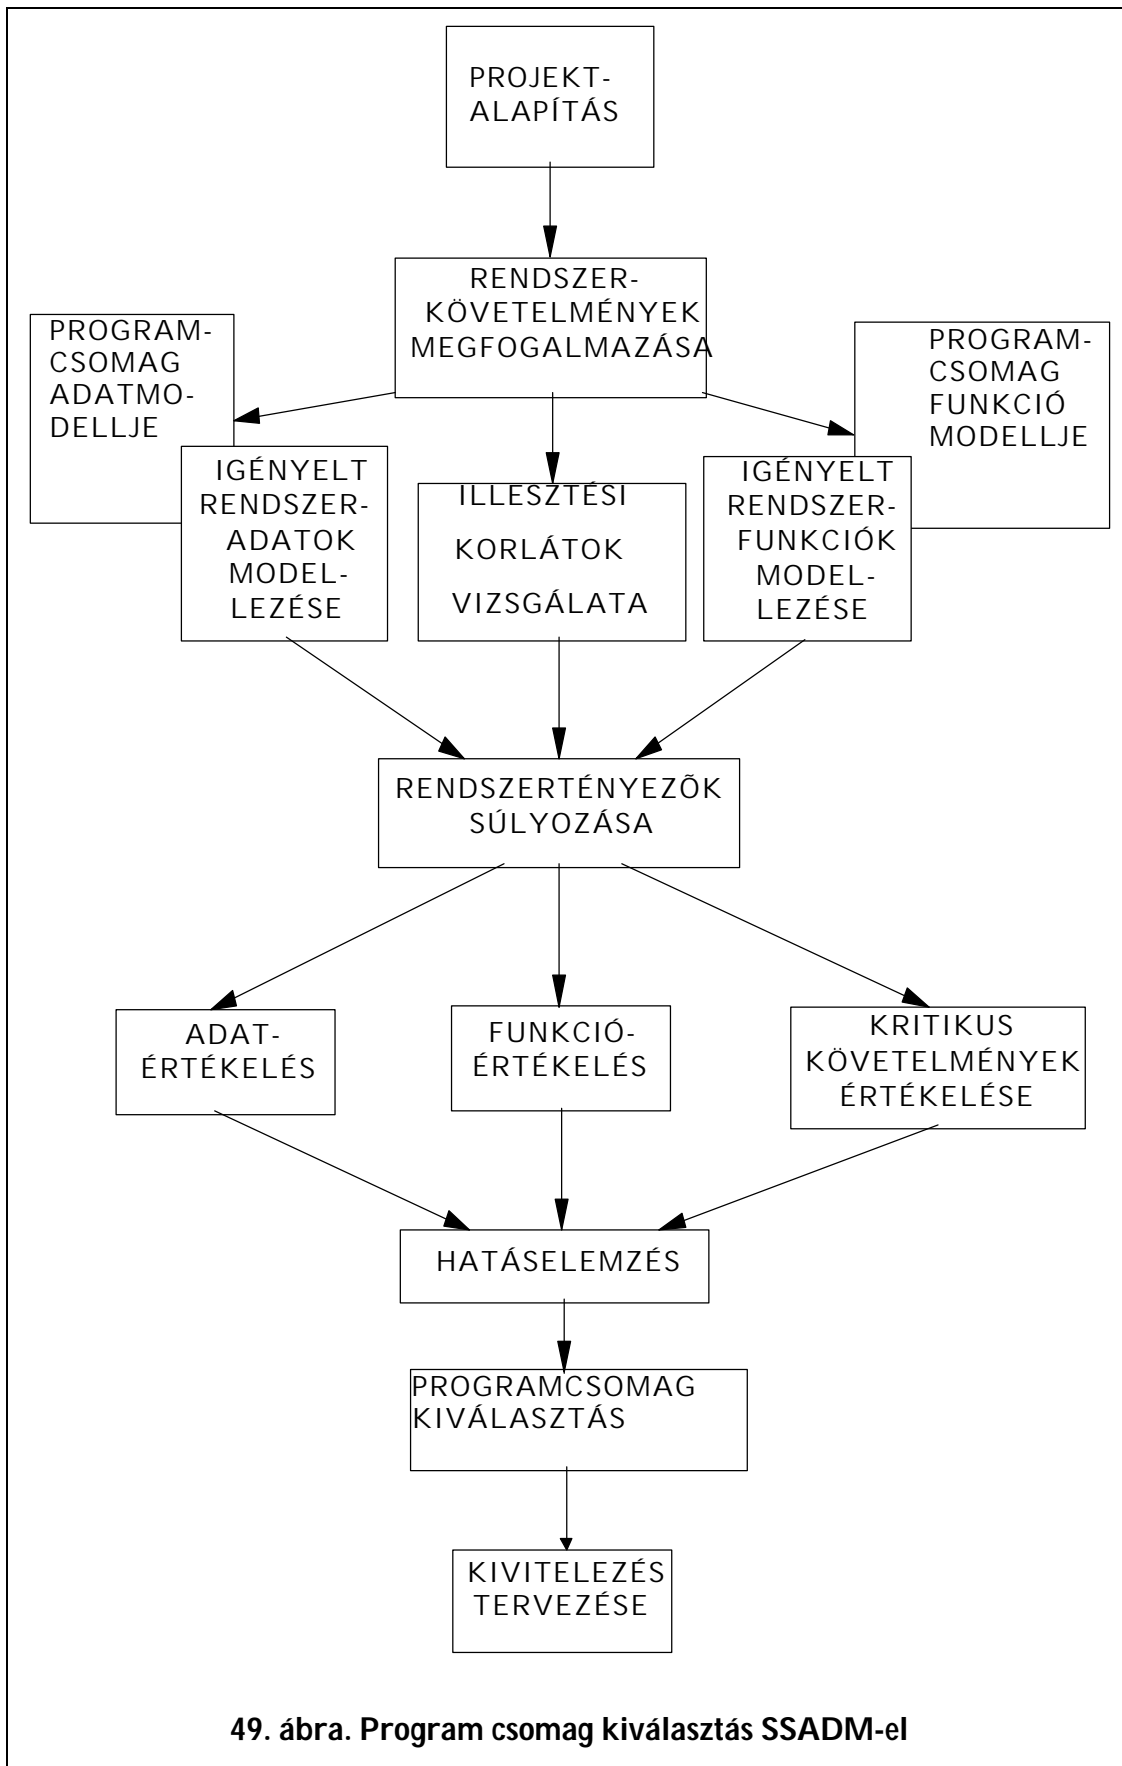 PROJEKT-
ALAPÍTÁS
RENDSZER-
KÖVETELMÉNYEK
MEGFOGALMAZÁSA
PROGRAM-
CSOMAG
ADATMO-
DELLJE
PROGRAM-
CSOMAG
FUNKCIÓ
MODELLJE
IGÉNYELT
RENDSZER-
ADATOK
MODEL-
LEZÉSE
ILLESZTÉSI
KORLÁTOK
VIZSGÁLATA
IGÉNYELT
RENDSZER-
FUNKCIÓK
MODEL-
LEZÉSE
RENDSZERTÉNYEZÕK
SÚLYOZÁSA
ADAT-
ÉRTÉKELÉS
FUNKCIÓ-
ÉRTÉKELÉS
KRITIKUS
KÖVETELMÉNYEK
ÉRTÉKELÉSE
HATÁSELEMZÉS
PROGRAMCSOMAG
KIVÁLASZTÁS
KIVITELEZÉS
TERVEZÉSE
49. ábra. Program csomag kiválasztás SSADM-el